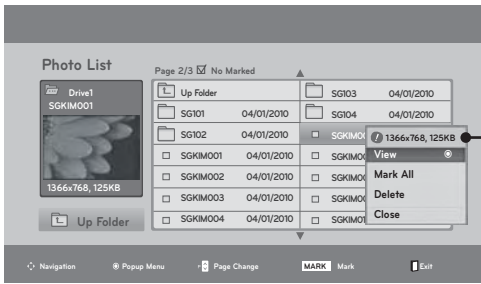 Photo List
Page 2/3 No Marked
Drive1
SGKIM001
1366x768, 125KB
Up Folder
Up Folder
SG101 04/01/2010
SG102 04/01/2010
SGKIM001 04/01/2010
SGKIM002 04/01/2010
SGKIM003 04/01/2010
SGKIM004 04/01/2010
SG103 04/01/2010
SG104 04/01/2010
1366x768, 125KB
View
Mark All
Delete
Close
Navigation Popup Menu Page Change MARK Mark Exit